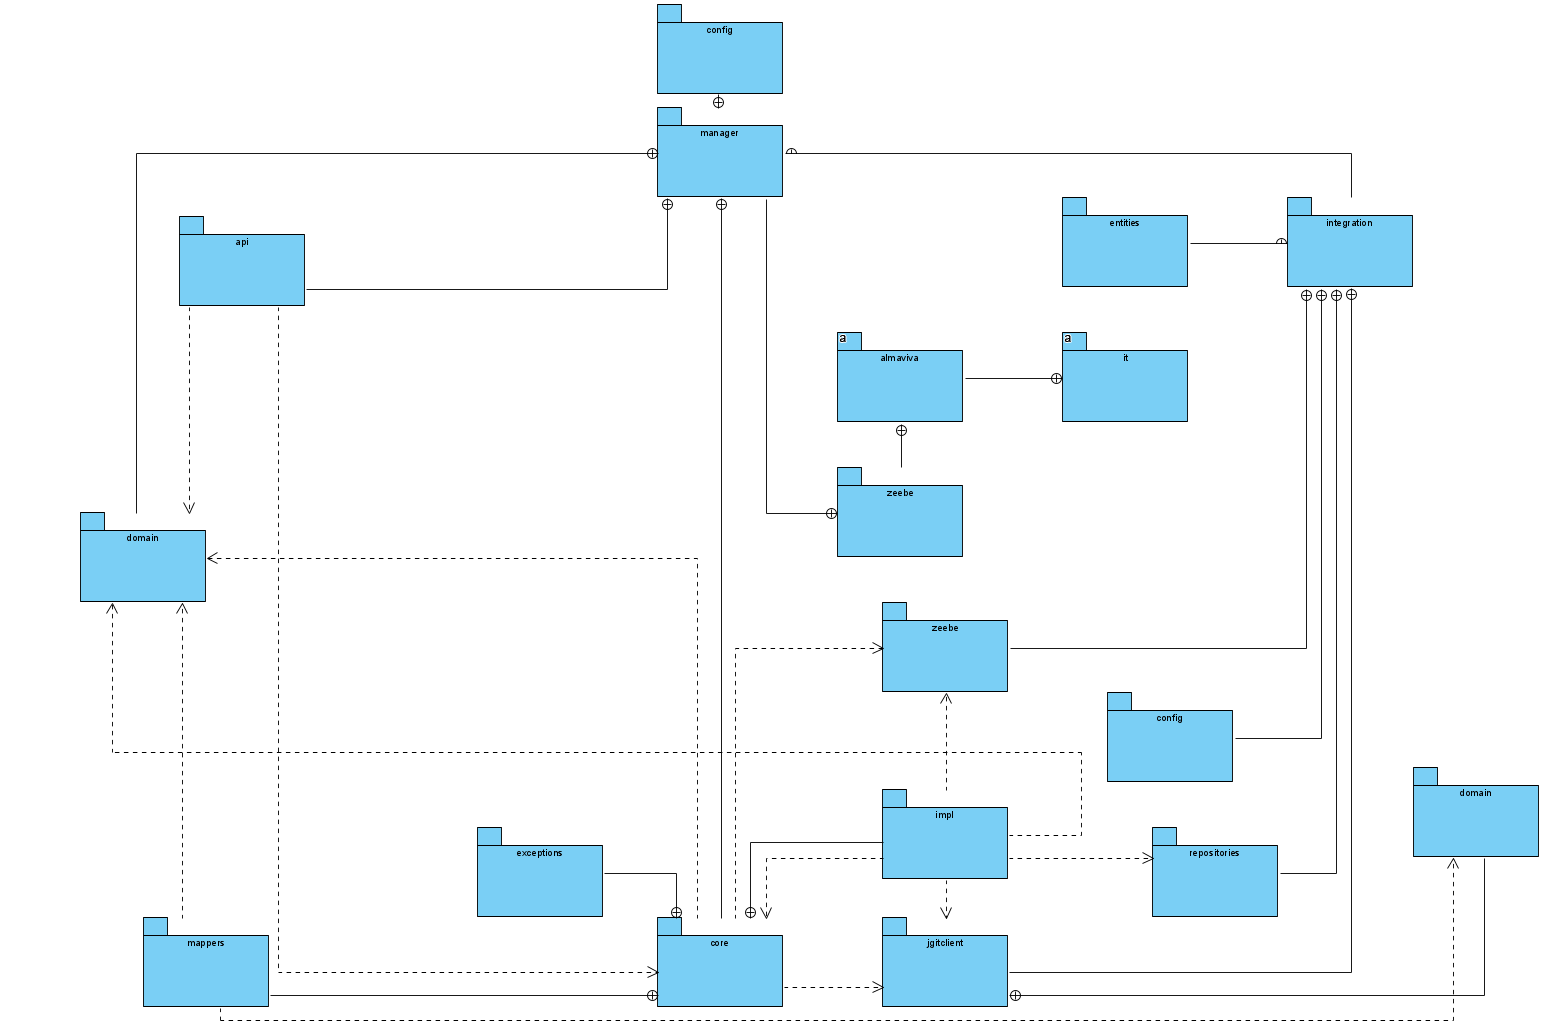 config
manager
entities
integration
api
a
a
almaviva
it
zeebe
domain
zeebe
config
domain
impl
exceptions
repositories
mappers
core
jgitclient